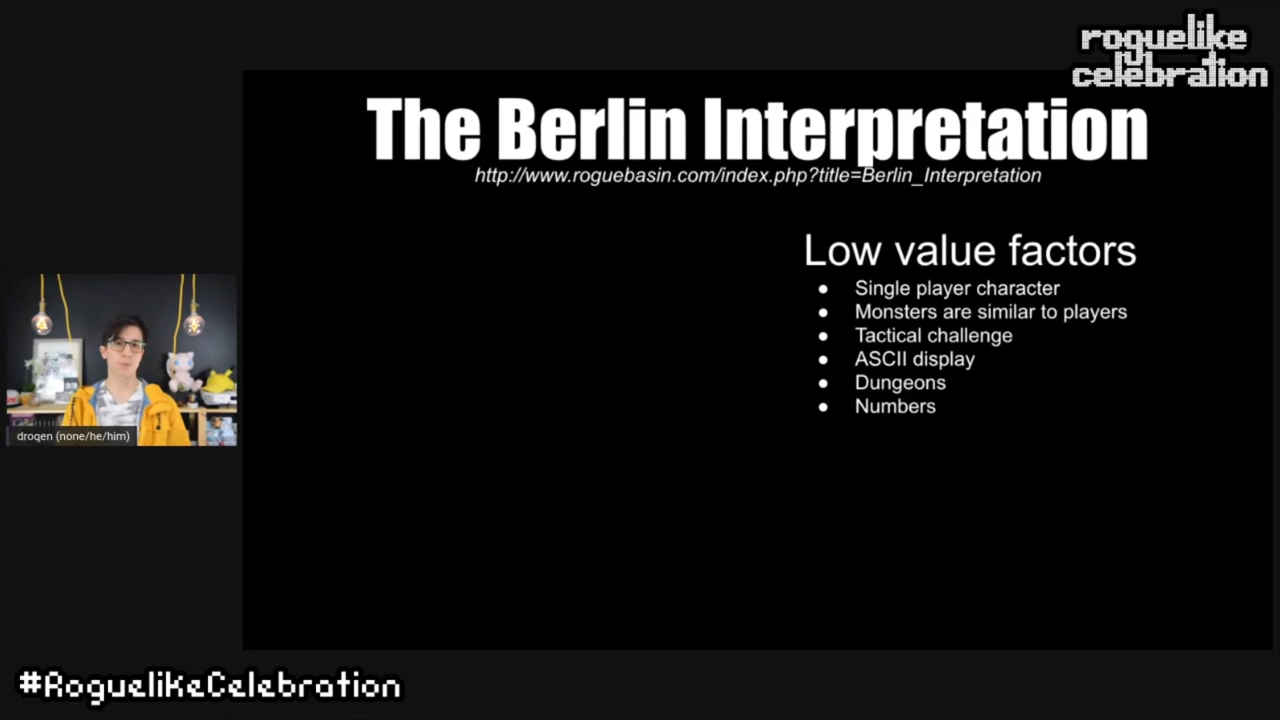 roguelike
celebration
The Berlin Interpretation
http://www.roguebasin.com/index.php?title=Berlin_Interpretation
Low value factors
● Single player character
● Monsters are similar to players
● Tactical challenge
● ASCII display
● Dungeons
● Numbers
droqen (none/he/him)
#RoguelikeCelebration